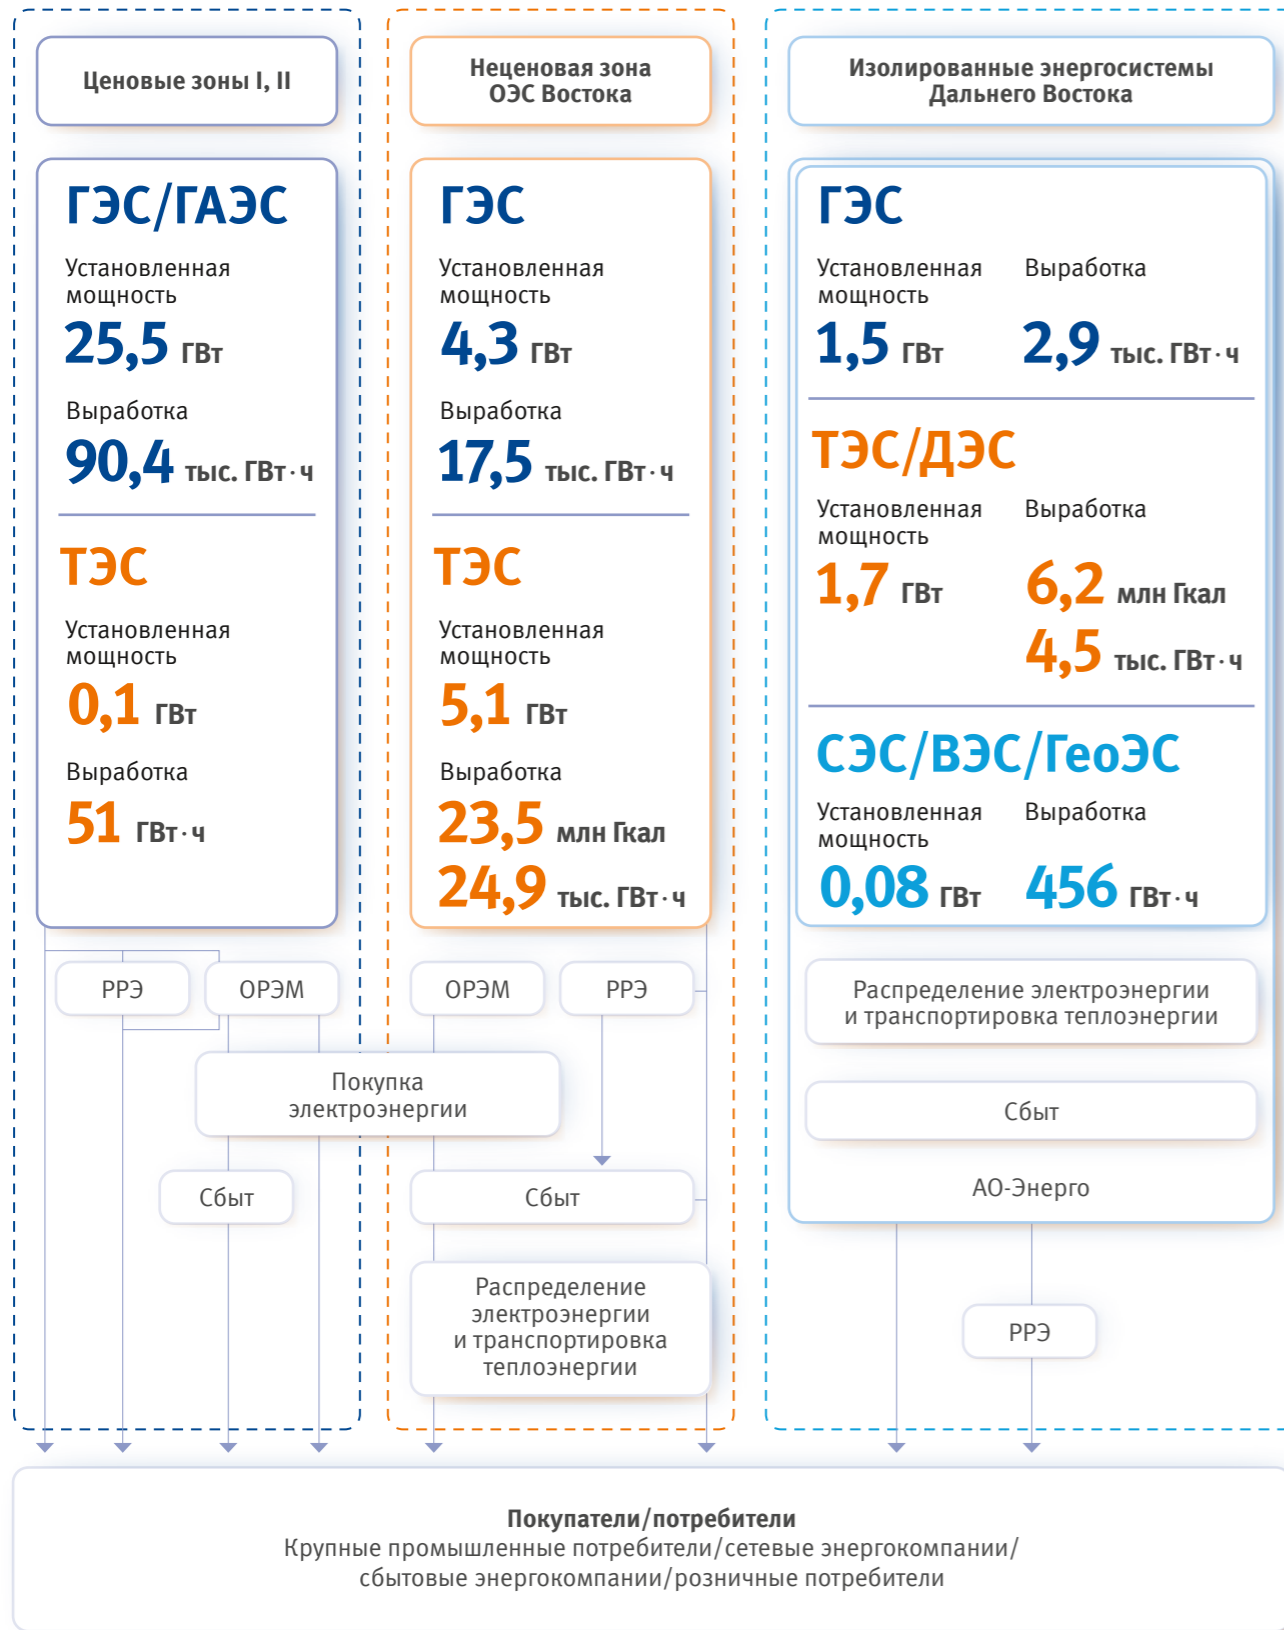 Ценовые зоны I, II
ГЭС/ГАЭС
Установленная
мощность
25,5 ГВт
Выработка
90,4 тыс. ГВт·ч
ТЭС
Установленная
мощность
0,1 ГВт
Выработка
51 ГВт·ч
РРЭ
ОРЭМ
Неценовая зона
ОЭС Востока
ГЭС
Установленная
мощность
4,3 ГВт
Выработка
17,5 тыс. ГВт·ч
ТЭС
Установленная
мощность
5,1 ГВт
Выработка
23,5 млн Гкал
24,9 тыс. ГВт·ч
ОРЭМ
РРЭ
Покупка
электроэнергии
Сбыт
Сбыт
Распределение
электроэнергии
и транспортировка
теплоэнергии
Изолированные энергосистемы
Дальнего Востока
ГЭС
Установленная
мощность
1,5 ГВт
Выработка
2,9 тыс. ГВт·ч
ТЭС/ДЭС
Установленная
мощность
1,7 ГВт
Выработка
6,2 млн Гкал
4,5 тыс. ГВт·ч
СЭС/ВЭС/ГеоЭС
Установленная
мощность
0,08 ГВт
Выработка
456 ГВт·ч
Распределение электроэнергии
и транспортировка теплоэнергии
Сбыт
АО-Энерго
РРЭ
Покупатели/потребители
Крупные промышленные потребители/сетевые энергокомпании/
сбытовые энергокомпании/розничные потребители